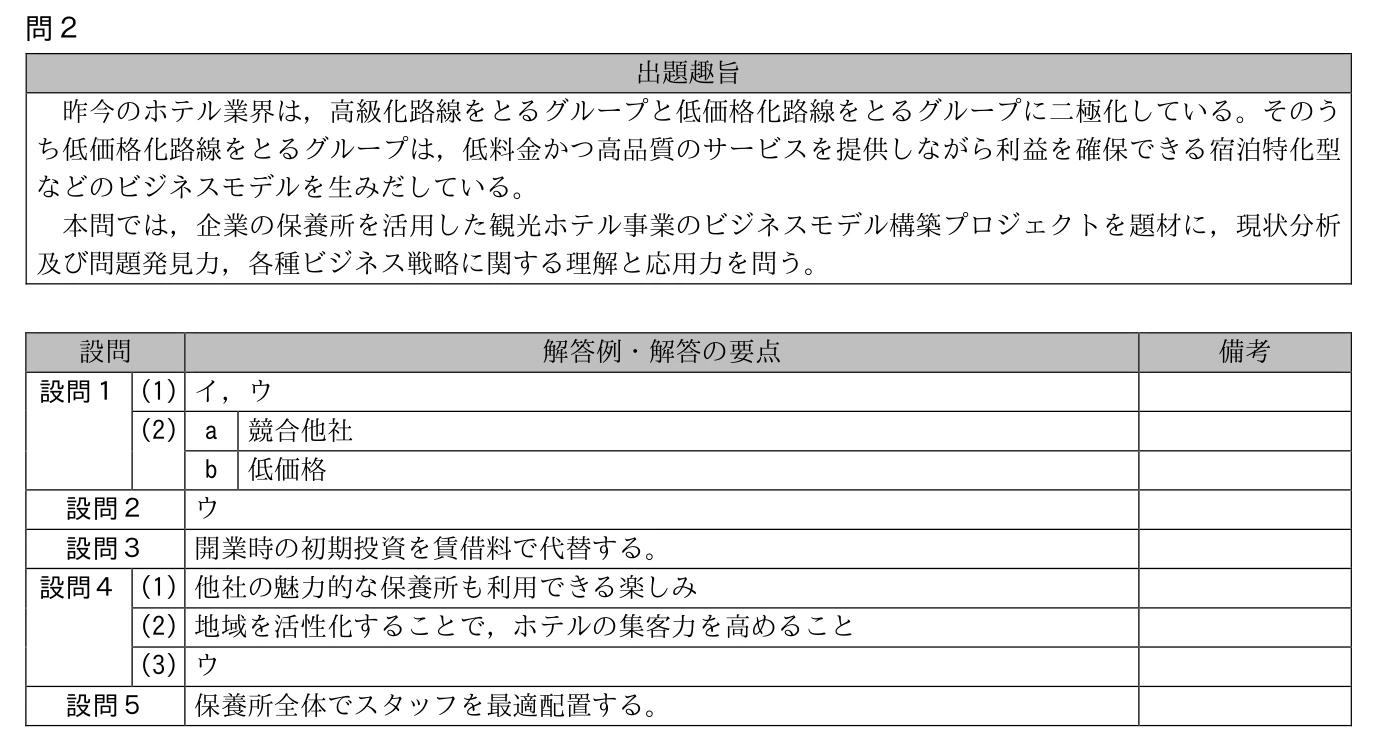 問２
出題趣旨
昨今のホテル業界は，高級化路線をとるグループと低価格化路線をとるグループに二極化している。そのう
ち低価格化路線をとるグループは，低料金かつ高品質のサービスを提供しながら利益を確保できる宿泊特化型
などのビジネスモデルを生みだしている。
本問では，企業の保養所を活用した観光ホテル事業のビジネスモデル構築プロジェクトを題材に，現状分析
及び問題発見力，各種ビジネス戦略に関する理解と応用力を問う。
設問 解答例・解答の要点 備考
設問１ (1) イ，ウ
(2) a 競合他社
b 低価格
設問２ ウ
設問３ 開業時の初期投資を賃借料で代替する。
設問４ (1) 他社の魅力的な保養所も利用できる楽しみ
(2) 地域を活性化することで，ホテルの集客力を高めること
(3) ウ
設問５ 保養所全体でスタッフを最適配置する。